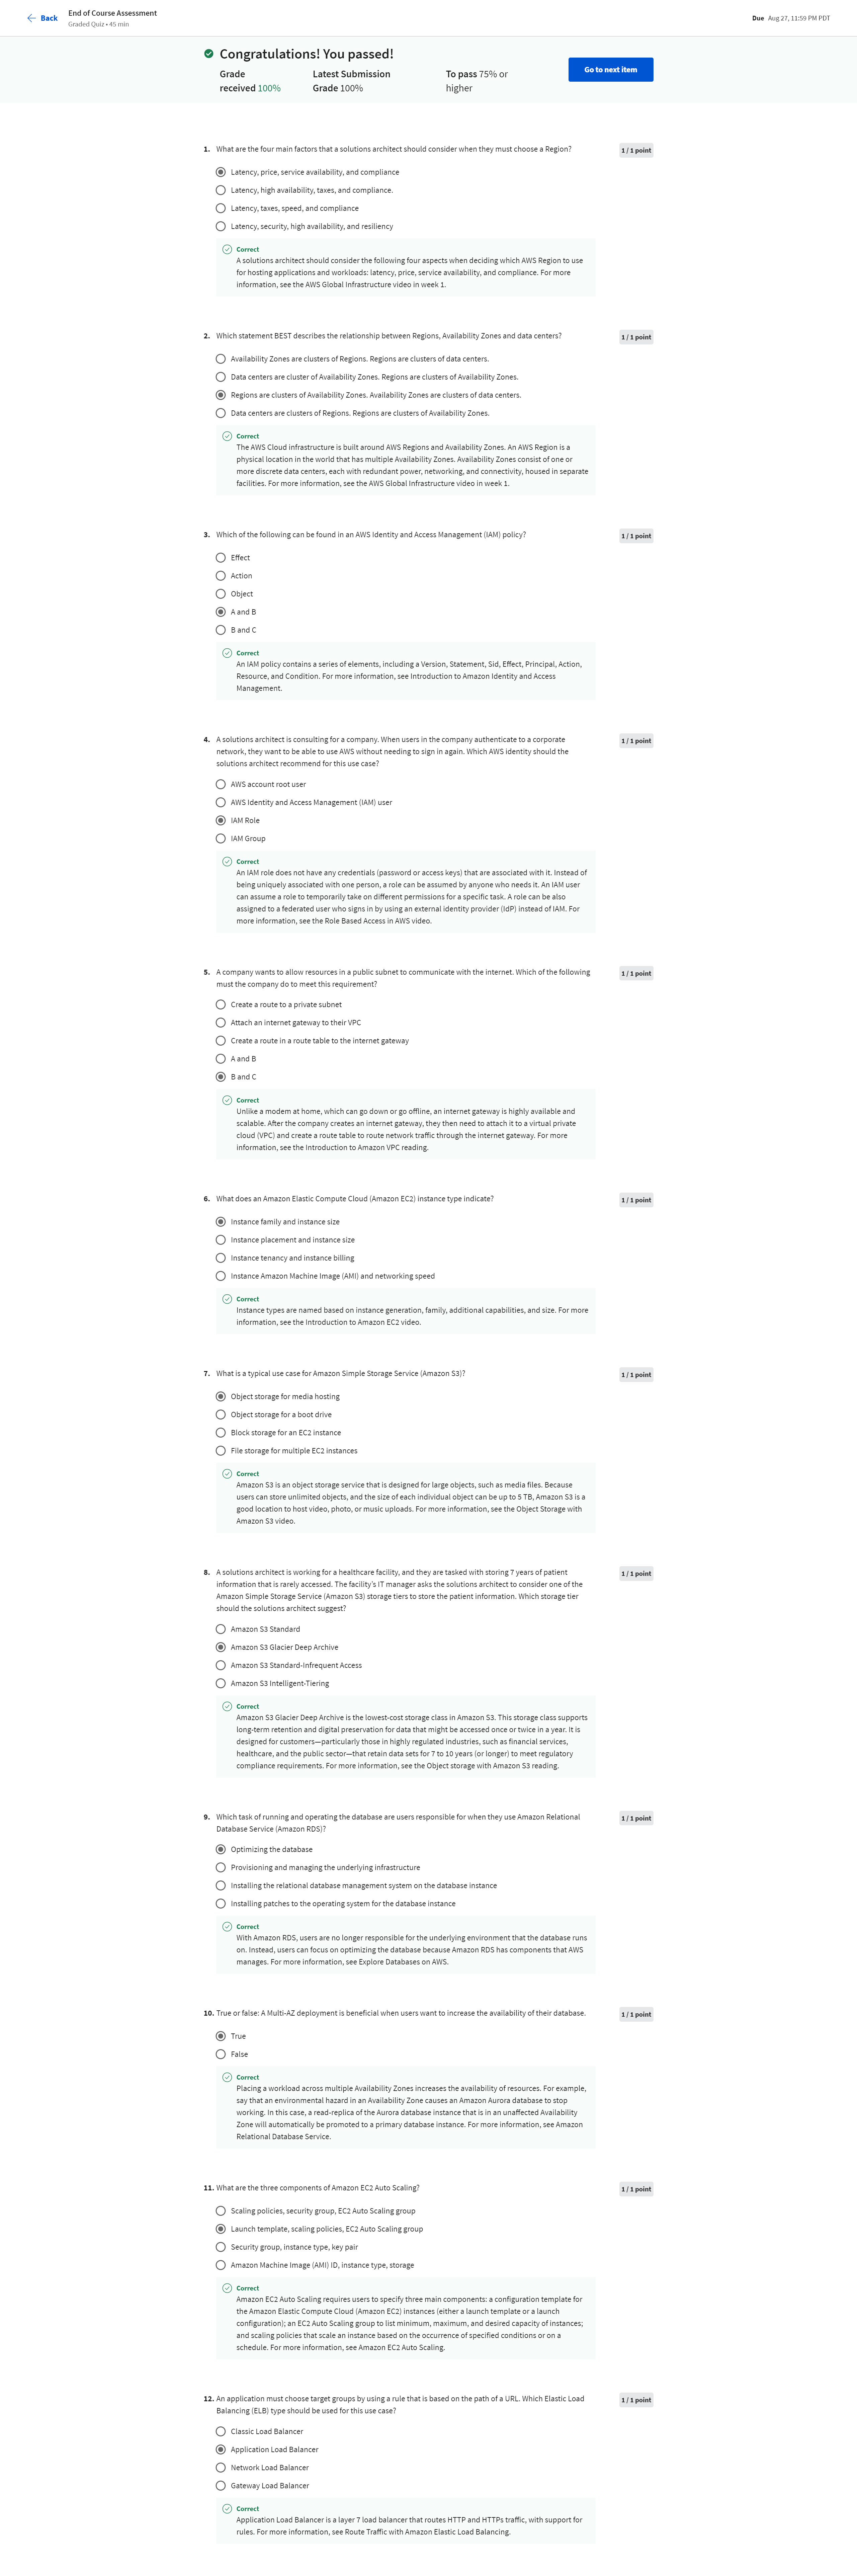 Back
End of Course Assessment
Graded Quiz • 45 min
Due Aug 27, 11:59 PM PDT
Congratulations! You passed!
Grade received 100%
Latest Submission Grade 100%
To pass 75% or higher
Go to next item
1. What are the four main factors that a solutions architect should consider when they must choose a Region?
1 / 1 point
Latency, price, service availability, and compliance
Latency, high availability, taxes, and compliance.
Latency, taxes, speed, and compliance
Latency, security, high availability, and resiliency
Correct
A solutions architect should consider the following four aspects when deciding which AWS Region to use
for hosting applications and workloads: latency, price, service availability, and compliance. For more
information, see the AWS Global Infrastructure video in week 1.
2. Which statement BEST describes the relationship between Regions, Availability Zones and data centers?
1 / 1 point
Availability Zones are clusters of Regions. Regions are clusters of data centers.
Data centers are cluster of Availability Zones. Regions are clusters of Availability Zones.
Regions are clusters of Availability Zones. Availability Zones are clusters of data centers.
Data centers are clusters of Regions. Regions are clusters of Availability Zones.
Correct
The AWS Cloud infrastructure is built around AWS Regions and Availability Zones. An AWS Region is a
physical location in the world that has multiple Availability Zones. Availability Zones consist of one or
more discrete data centers, each with redundant power, networking, and connectivity, housed in separate
facilities. For more information, see the AWS Global Infrastructure video in week 1.
3. Which of the following can be found in an AWS Identity and Access Management (IAM) policy?
1 / 1 point
Effect
Action
Object
A and B
B and C
Correct
An IAM policy contains a series of elements, including a Version, Statement, Sid, Effect, Principal, Action,
Resource, and Condition. For more information, see Introduction to Amazon Identity and Access
Management.
4. A solutions architect is consulting for a company. When users in the company authenticate to a corporate
network, they want to be able to use AWS without needing to sign in again. Which AWS identity should the
solutions architect recommend for this use case?
1 / 1 point
AWS account root user
AWS Identity and Access Management (IAM) user
IAM Role
IAM Group
Correct
An IAM role does not have any credentials (password or access keys) that are associated with it. Instead of
being uniquely associated with one person, a role can be assumed by anyone who needs it. An IAM user
can assume a role to temporarily take on different permissions for a specific task. A role can be also
assigned to a federated user who signs in by using an external identity provider (IdP) instead of IAM. For
more information, see the Role Based Access in AWS video.
5. A company wants to allow resources in a public subnet to communicate with the internet. Which of the following
must the company do to meet this requirement?
1 / 1 point
Create a route to a private subnet
Attach an internet gateway to their VPC
Create a route in a route table to the internet gateway
A and B
B and C
Correct
Unlike a modem at home, which can go down or go offline, an internet gateway is highly available and
scalable. After the company creates an internet gateway, they then need to attach it to a virtual private
cloud (VPC) and create a route table to route network traffic through the internet gateway. For more
information, see the Introduction to Amazon VPC reading.
6. What does an Amazon Elastic Compute Cloud (Amazon EC2) instance type indicate?
1 / 1 point
Instance family and instance size
Instance placement and instance size
Instance tenancy and instance billing
Instance Amazon Machine Image (AMI) and networking speed
Correct
Instance types are named based on instance generation, family, additional capabilities, and size. For more
information, see the Introduction to Amazon EC2 video.
7. What is a typical use case for Amazon Simple Storage Service (Amazon S3)?
1 / 1 point
Object storage for media hosting
Object storage for a boot drive
Block storage for an EC2 instance
File storage for multiple EC2 instances
Correct
Amazon S3 is an object storage service that is designed for large objects, such as media files. Because
users can store unlimited objects, and the size of each individual object can be up to 5 TB, Amazon S3 is a
good location to host video, photo, or music uploads. For more information, see the Object Storage with
Amazon S3 video.
8. A solutions architect is working for a healthcare facility, and they are tasked with storing 7 years of patient
information that is rarely accessed. The facility's IT manager asks the solutions architect to consider one of the
Amazon Simple Storage Service (Amazon S3) storage tiers to store the patient information. Which storage tier
should the solutions architect suggest?
1 / 1 point
Amazon S3 Standard
Amazon S3 Glacier Deep Archive
Amazon S3 Standard-Infrequent Access
Amazon S3 Intelligent-Tiering
Correct
Amazon S3 Glacier Deep Archive is the lowest-cost storage class in Amazon S3. This storage class supports
long-term retention and digital preservation for data that might be accessed once or twice in a year. It is
designed for customers—particularly those in highly regulated industries, such as financial services,
healthcare, and the public sector—that retain data sets for 7 to 10 years (or longer) to meet regulatory
compliance requirements. For more information, see the Object storage with Amazon S3 reading.
9. Which task of running and operating the database are users responsible for when they use Amazon Relational
Database Service (Amazon RDS)?
1 / 1 point
Optimizing the database
Provisioning and managing the underlying infrastructure
Installing the relational database management system on the database instance
Installing patches to the operating system for the database instance
Correct
With Amazon RDS, users are no longer responsible for the underlying environment that the database runs
on. Instead, users can focus on optimizing the database because Amazon RDS has components that AWS
manages. For more information, see Explore Databases on AWS.
10. True or false: A Multi-AZ deployment is beneficial when users want to increase the availability of their database.
1 / 1 point
True
False
Correct
Placing a workload across multiple Availability Zones increases the availability of resources. For example,
say that an environmental hazard in an Availability Zone causes an Amazon Aurora database to stop
working. In this case, a read-replica of the Aurora database instance that is in an unaffected Availability
Zone will automatically be promoted to a primary database instance. For more information, see Amazon
Relational Database Service.
11. What are the three components of Amazon EC2 Auto Scaling?
1 / 1 point
Scaling policies, security group, EC2 Auto Scaling group
Launch template, scaling policies, EC2 Auto Scaling group
Security group, instance type, key pair
Amazon Machine Image (AMI) ID, instance type, storage
Correct
Amazon EC2 Auto Scaling requires users to specify three main components: a configuration template for
the Amazon Elastic Compute Cloud (Amazon EC2) instances (either a launch template or a launch
configuration); an EC2 Auto Scaling group to list minimum, maximum, and desired capacity of instances;
and scaling policies that scale an instance based on the occurrence of specified conditions or on a
schedule. For more information, see Amazon EC2 Auto Scaling.
12. An application must choose target groups by using a rule that is based on the path of a URL. Which Elastic Load
Balancing (ELB) type should be used for this use case?
1 / 1 point
Classic Load Balancer
Application Load Balancer
Network Load Balancer
Gateway Load Balancer
Correct
Application Load Balancer is a layer 7 load balancer that routes HTTP and HTTPs traffic, with support for
rules. For more information, see Route Traffic with Amazon Elastic Load Balancing.